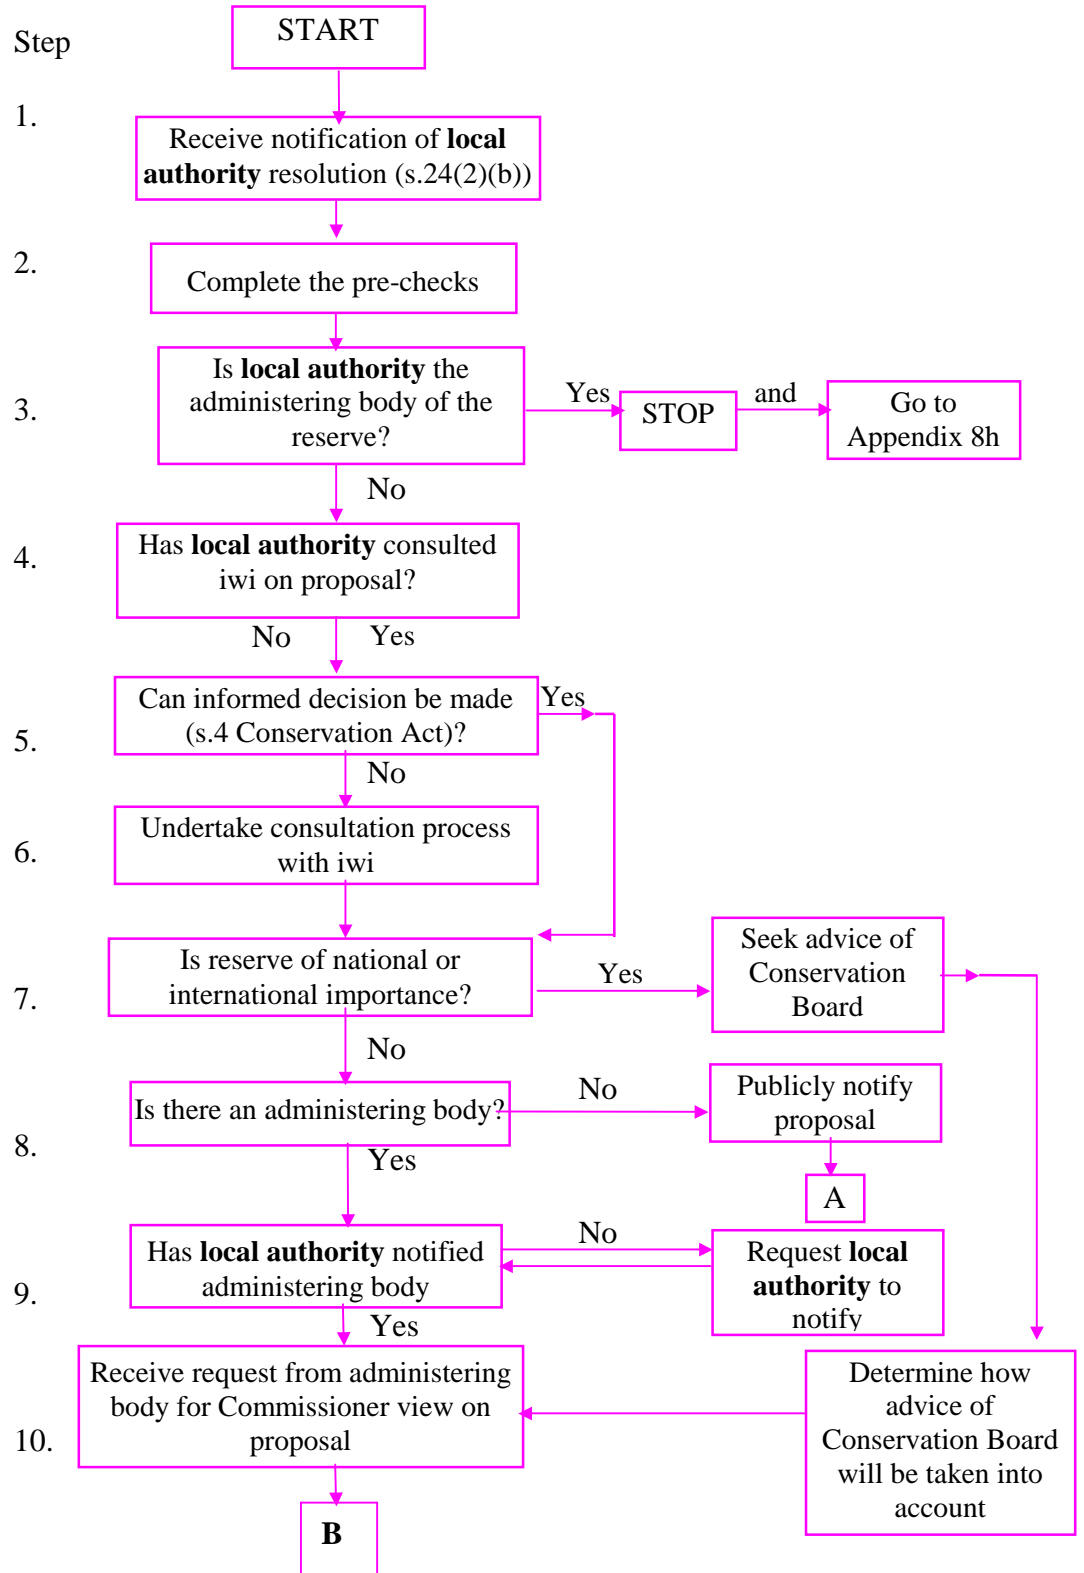 Step
START
1.
Receive notification of local
authority resolution (s.24(2)(b))
2.
Complete the pre-checks
3.
Is local authority the
administering body of the
reserve?
Yes
STOP
and
Go to
Appendix 8h
No
4.
Has local authority consulted
iwi on proposal?
No
Yes
5.
Can informed decision be made
(s.4 Conservation Act)?
Yes
No
6.
Undertake consultation process
with iwi
7.
Is reserve of national or
international importance?
Yes
Seek advice of
Conservation
Board
No
8.
Is there an administering body?
No
Publicly notify
proposal
A
Yes
9.
Has local authority notified
administering body
No
Request local
authority to
notify
Yes
10.
Receive request from administering
body for Commissioner view on
proposal
Determine how
advice of
Conservation Board
will be taken into
account
B